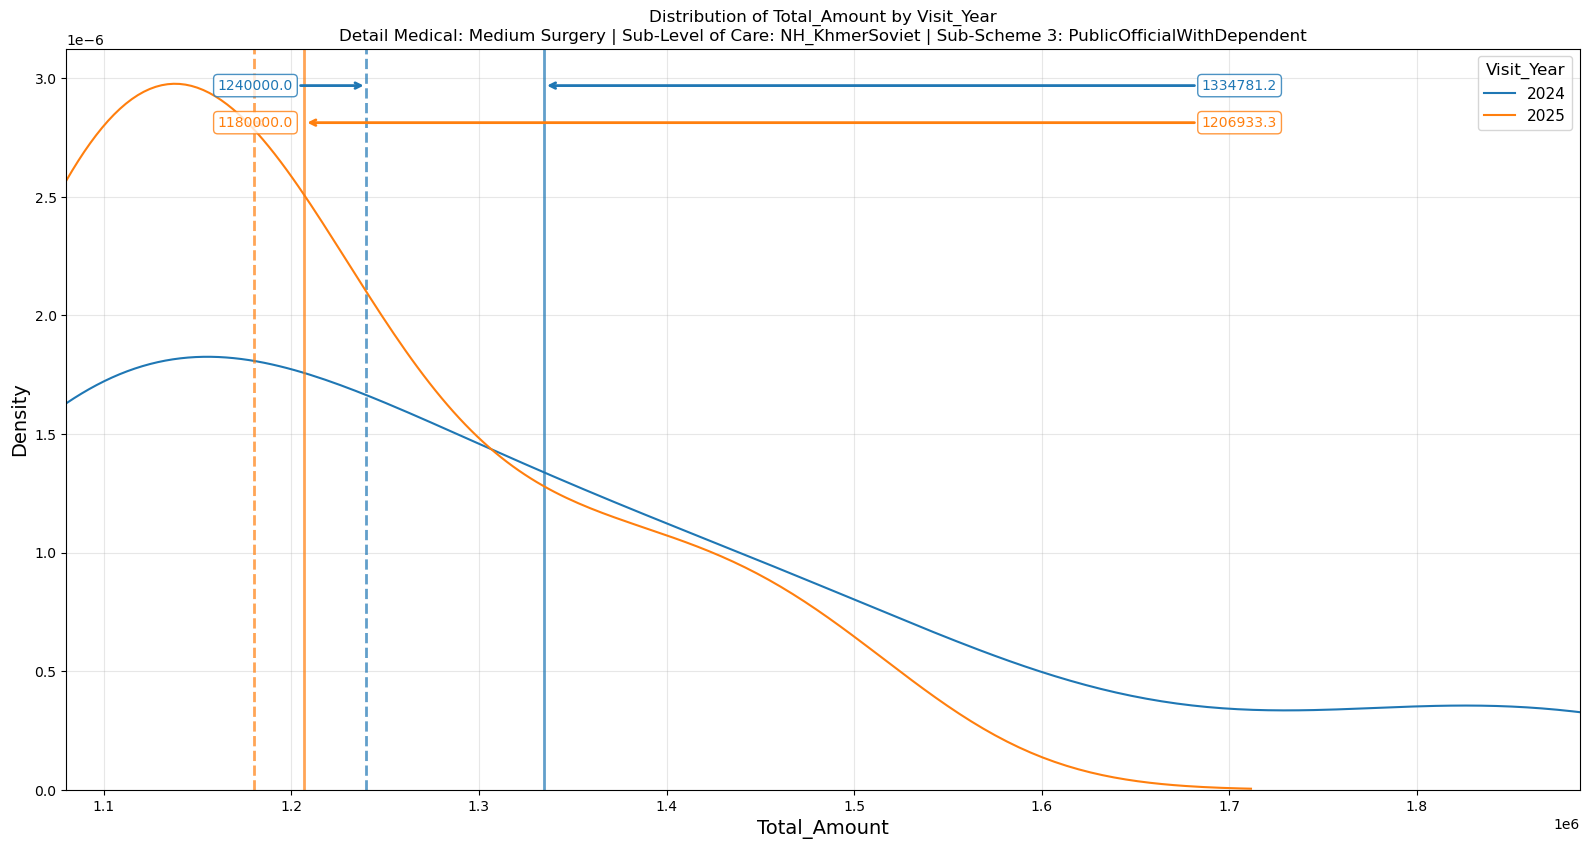 Distribution of Total_Amount by Visit_Year
Detail Medical: Medium Surgery | Sub-Level of Care: NH_KhmerSoviet | Sub-Scheme 3: PublicOfficialWithDependent
1e−6
3.0
2.5
2.0
1.5
1.0
0.5
0.0
Density
1240000.0
1334781.2
1180000.0
1206933.3
Visit_Year
2024
2025
1.1 1.2 1.3 1.4 1.5 1.6 1.7 1.8
1e6
Total_Amount